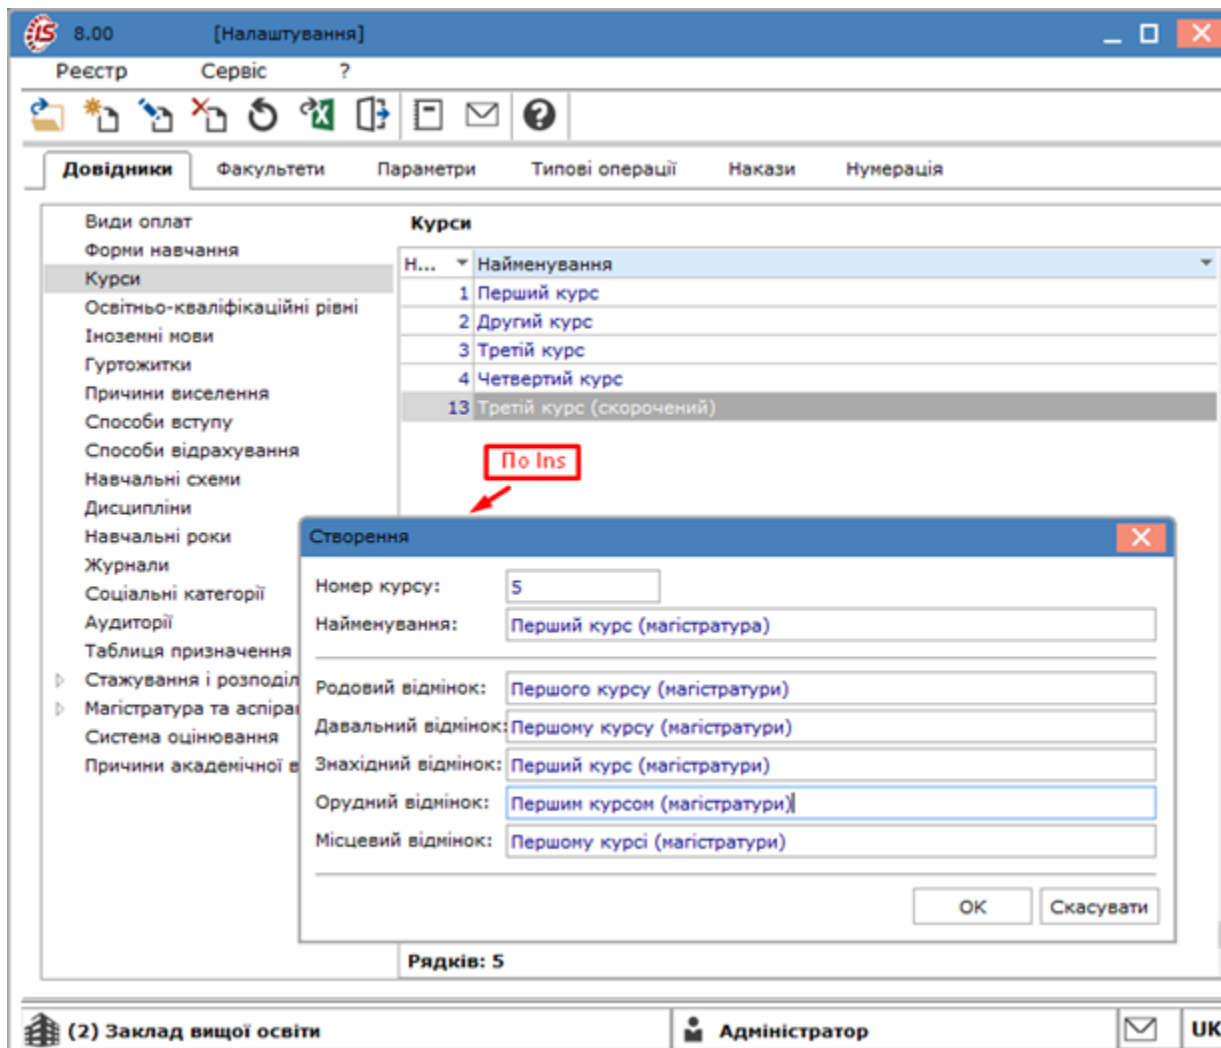 8.00 [Налаштування]
Реєстр Сервіс ?
Довідники Факультети Параметри Типові операції Накази Нумерація
Види оплат
Форми навчання
Курси
Освітньо-кваліфікаційні рівні
Іноземні мови
Гуртожитки
Причини виселення
Способи вступу
Способи відрахування
Навчальні схеми
Дисципліни
Навчальні роки
Журнали
Соціальні категорії
Аудиторії
Таблиця призначення
Стажування і розподіл
Магістратура та аспіран
Система оцінювання
Причини академічної в
Курси
Н... Найменування
1 Перший курс
2 Другий курс
3 Третій курс
4 Четвертий курс
13 Третій курс (скорочений)
По Ins
Створення
Номер курсу: 5
Найменування: Перший курс (магістратура)
Родовий відмінок: Першого курсу (магістратури)
Давальний відмінок: Першому курсу (магістратури)
Знахідний відмінок: Перший курс (магістратури)
Орудний відмінок: Першим курсом (магістратури)
Місцевий відмінок: Першому курсі (магістратури)
OK Скасувати
Рядків: 5
(2) Заклад вищої освіти Адміністратор UK